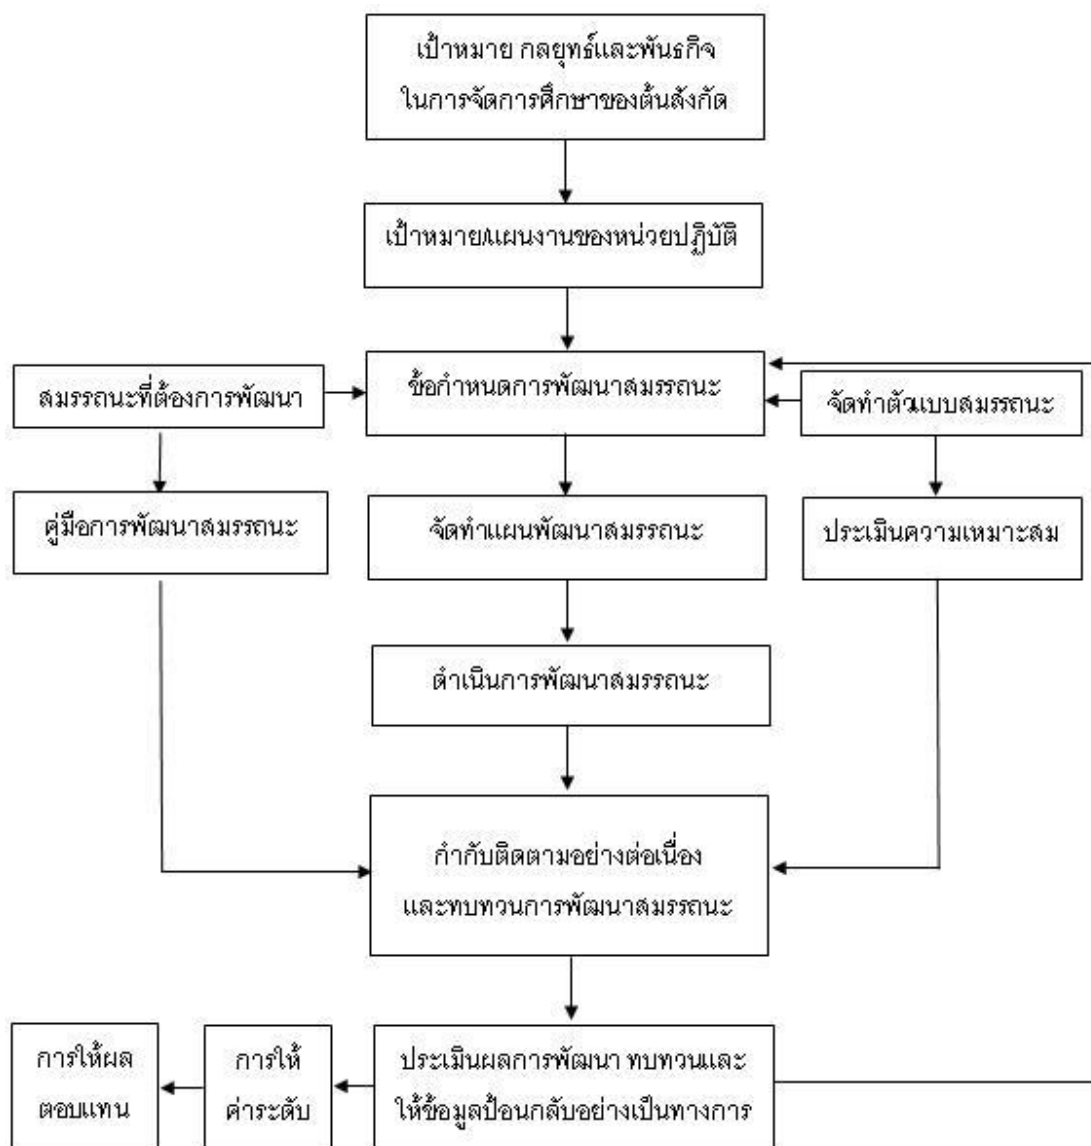 เป้าหมาย กลยุทธ์และพันธกิจ
ในการจัดการศึกษาของต้นสังกัด
เป้าหมาย/แผนงานของหน่วยปฏิบัติ
สมรรถนะที่ต้องการพัฒนา
ข้อกำหนดการพัฒนาสมรรถนะ
จัดทำตัวแบบสมรรถนะ
คู่มือการพัฒนาสมรรถนะ
จัดทำแผนพัฒนาสมรรถนะ
ประเมินความเหมาะสม
ดำเนินการพัฒนาสมรรถนะ
กำกับติดตามอย่างต่อเนื่อง
และทบทวนการพัฒนาสมรรถนะ
การให้ผล
ตอบแทน
การให้
ค่าระดับ
ประเมินผลการพัฒนา ทบทวนและ
ให้ข้อมูลป้อนกลับอย่างเป็นทางการ